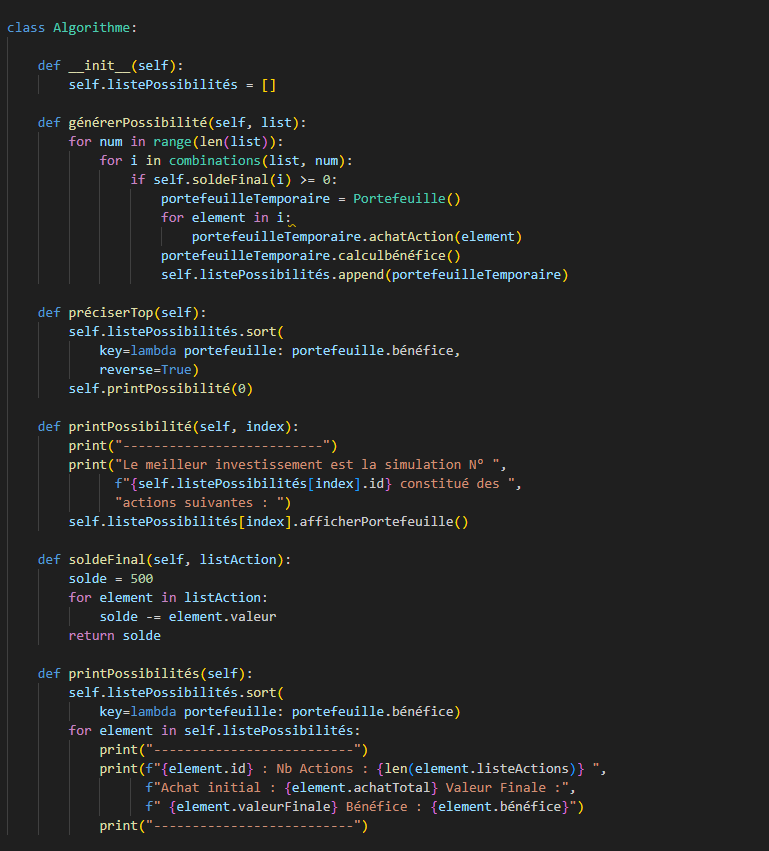 class Algorithme:
    def __init__(self):
        self.listePossibilités = []
    def générerPossibilité(self, list):
        for num in range(len(list)):
            for i in combinations(list, num):
                if self.soldeFinal(i) >= 0:
                    portefeuilleTemporaire = Portefeuille()
                    for element in i:
                        portefeuilleTemporaire.achatAction(element)
                    portefeuilleTemporaire.calculbénéfice()
                    self.listePossibilités.append(portefeuilleTemporaire)
    def préciserTop(self):
        self.listePossibilités.sort(
            key=lambda portefeuille: portefeuille.bénéfice,
            reverse=True)
        self.printPossibilité(0)
    def printPossibilité(self, index):
        print("--------------------------")
        print("Le meilleur investissement est la simulation N° ",
              f"{self.listePossibilités[index].id} constitué des ",
              "actions suivantes : ")
        self.listePossibilités[index].afficherPortefeuille()
    def soldeFinal(self, listAction):
        solde = 500
        for element in listAction:
            solde -= element.valeur
        return solde
    def printPossibilités(self):
        self.listePossibilités.sort(
            key=lambda portefeuille: portefeuille.bénéfice)
        for element in self.listePossibilités:
            print("--------------------------")
            print(f"{element.id} : Nb Actions : {len(element.listeActions)} ",
                  f"Achat initial : {element.achatTotal} Valeur Finale :",
                  f" {element.valeurFinale} Bénéfice : {element.bénéfice}")
            print("--------------------------")